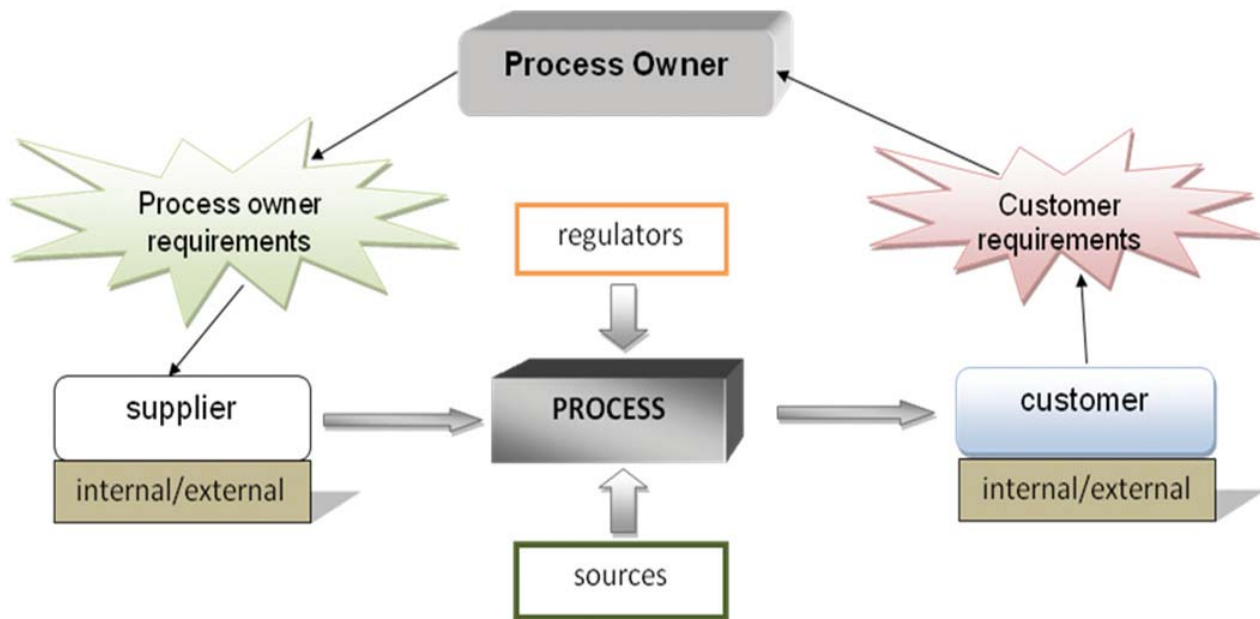 Process Owner
Process owner
requirements
Customer
requirements
regulators
supplier
PROCESS
customer
internal/external
internal/external
sources